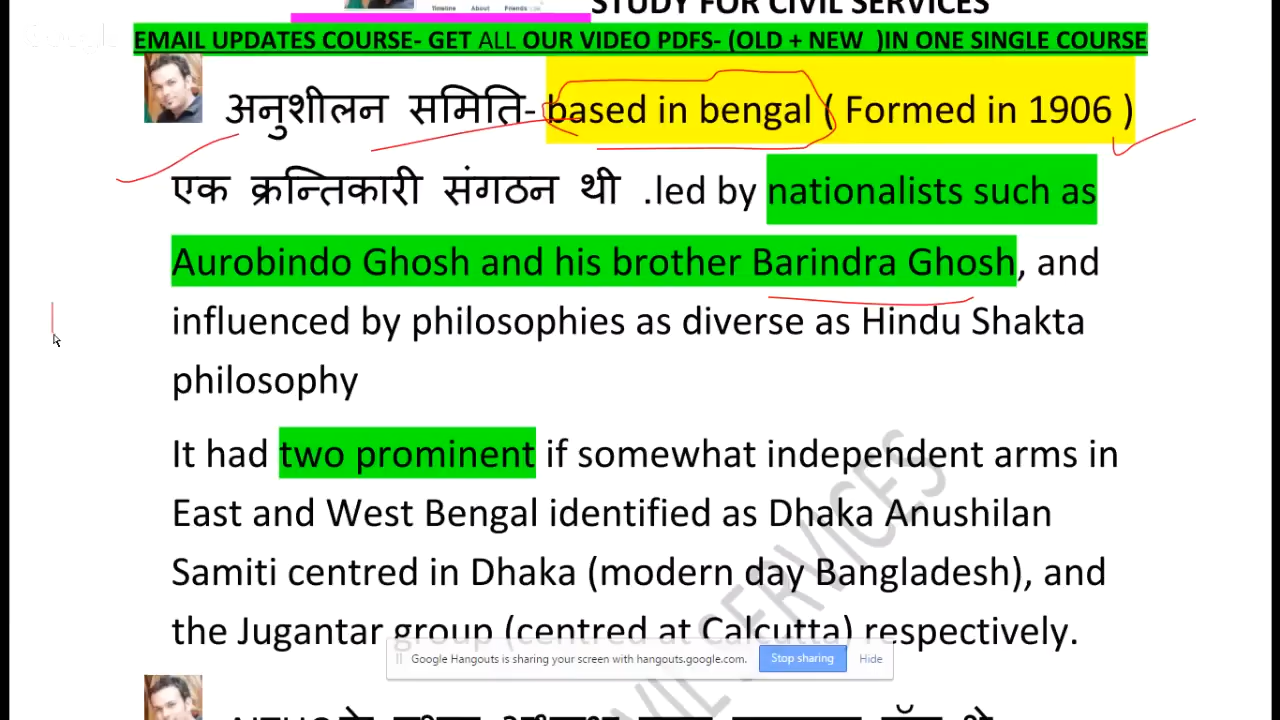 Timeline About Friends
STUDY FOR CIVIL SERVICES
EMAIL UPDATES COURSE- GET ALL OUR VIDEO PDFS- (OLD + NEW )IN ONE SINGLE COURSE
अनुशीलन समिति- based in bengal ( Formed in 1906 )
एक क्रन्तिकारी संगठन थी .led by nationalists such as
Aurobindo Ghosh and his brother Barindra Ghosh, and
influenced by philosophies as diverse as Hindu Shakta
philosophy
It had two prominent if somewhat independent arms in
East and West Bengal identified as Dhaka Anushilan
Samiti centred in Dhaka (modern day Bangladesh), and
the Jugantar group (centred at Calcutta) respectively.
Google Hangouts is sharing your screen with hangouts.google.com. Stop sharing Hide
CIVIL SERVICES